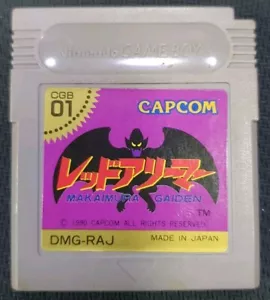 Nintendo GAME BOY
CGB
01
CAPCOM
レッドアリーマー
MAKAIMURA GAIDEN
TM
© 1990 CAPCOM ALL RIGHTS RESERVED.
DMG-RAJ
MADE IN JAPAN